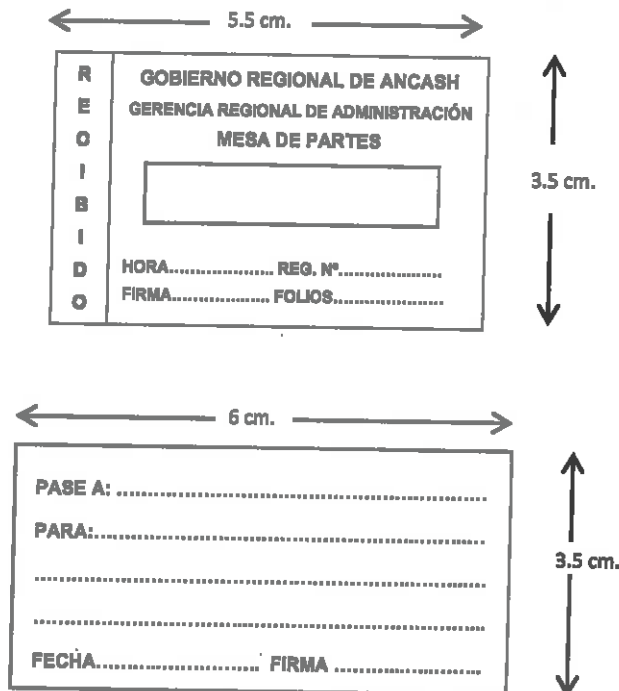 5.5 cm.
RECIBIDO
GOBIERNO REGIONAL DE ANCASH
GERENCIA REGIONAL DE ADMINISTRACIÓN
MESA DE PARTES
3.5 cm.
HORA..................... REG. Nº.....................
FIRMA.................... FOLIOS......................
6 cm.
PASE A: ...........................................................................
PARA:................................................................................
3.5 cm.
...........................................................................................
...........................................................................................
FECHA................................. FIRMA ..............................